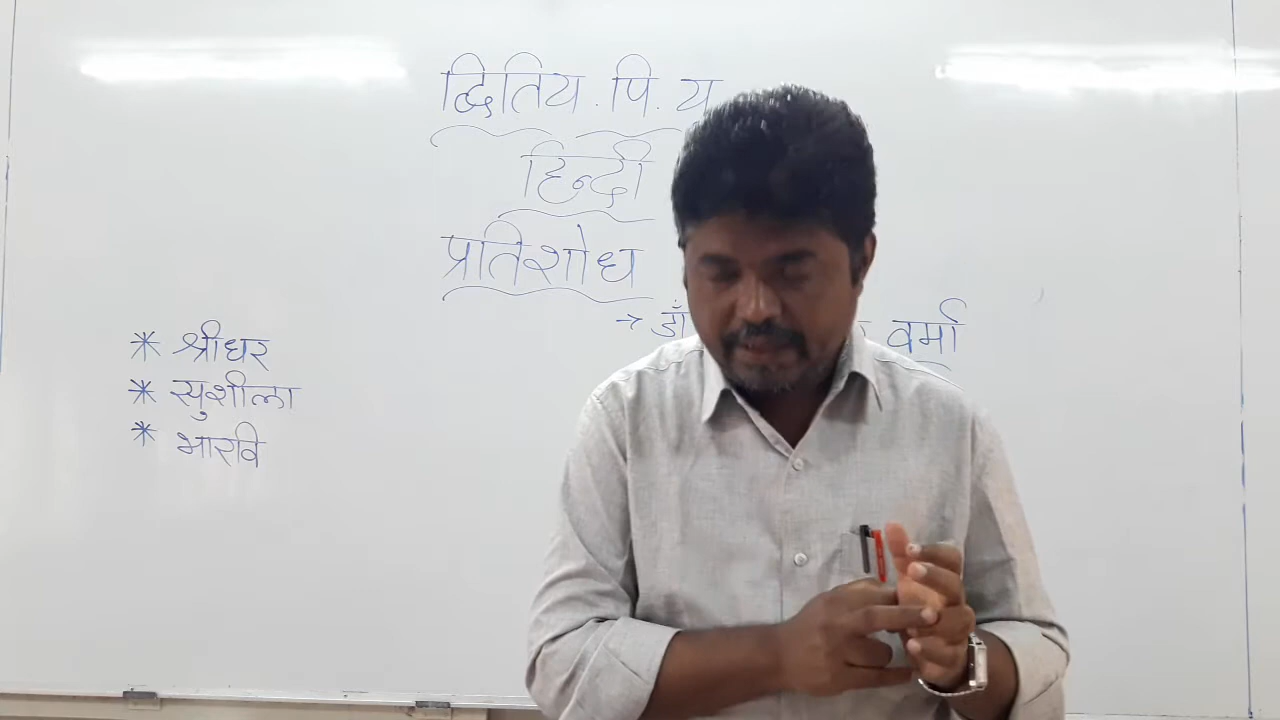 द्वितिय. पि. य
हिन्दी
प्रतिशोध
→ डॉ वर्मा
* श्रीधर
* सुशीला
* भारवि